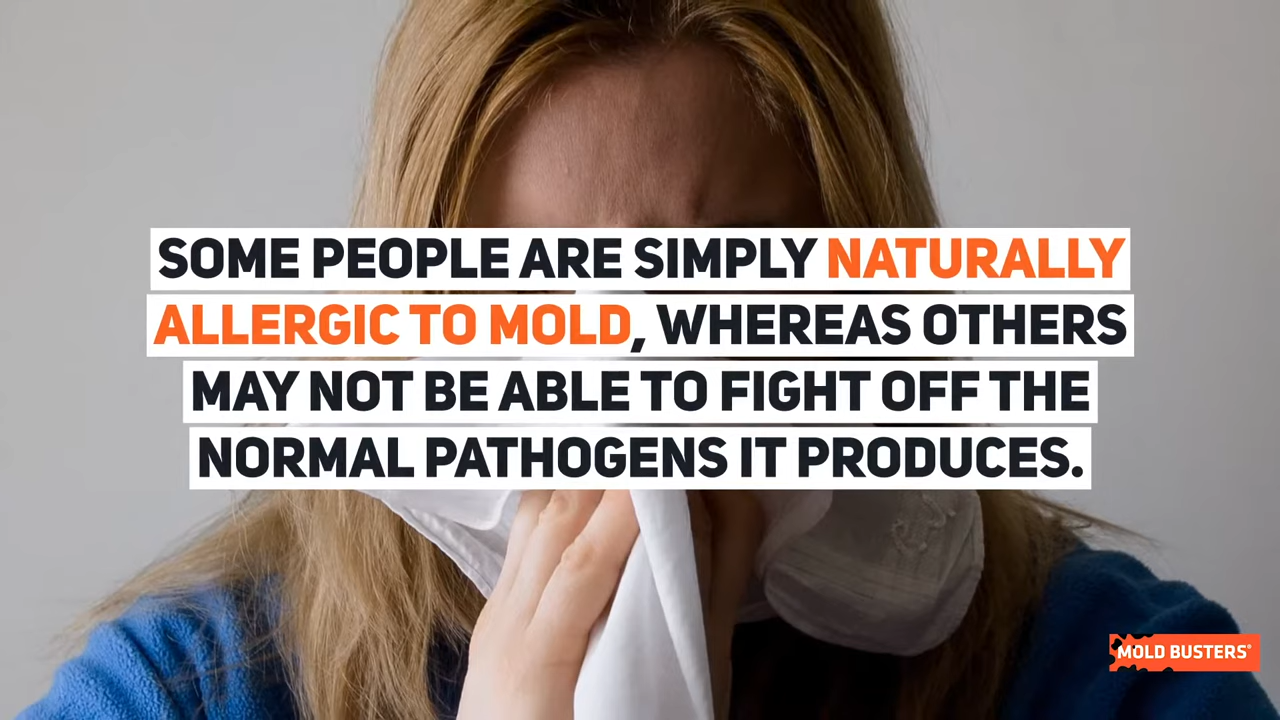 SOME PEOPLE ARE SIMPLY NATURALLY
ALLERGIC TO MOLD, WHEREAS OTHERS
MAY NOT BE ABLE TO FIGHT OFF THE
NORMAL PATHOGENS IT PRODUCES.
MOLD BUSTERS®